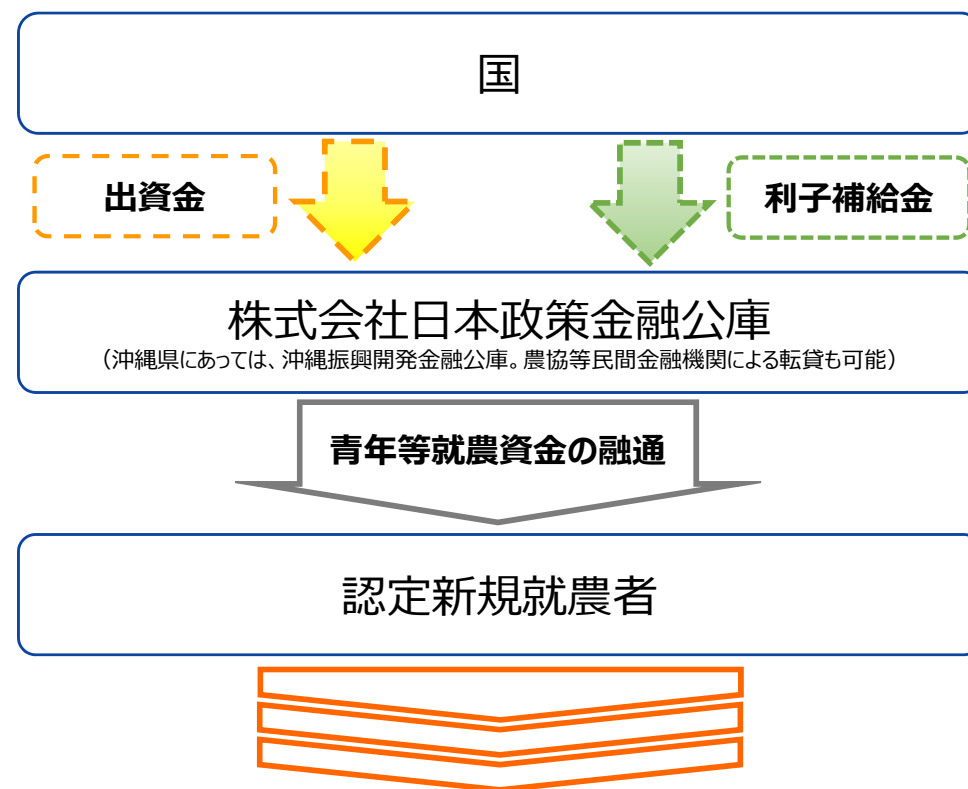 国
出資金
利子補給金
株式会社日本政策金融公庫
（沖縄県にあっては、沖縄振興開発金融公庫。農協等民間金融機関による転貸も可能）
青年等就農資金の融通
認定新規就農者